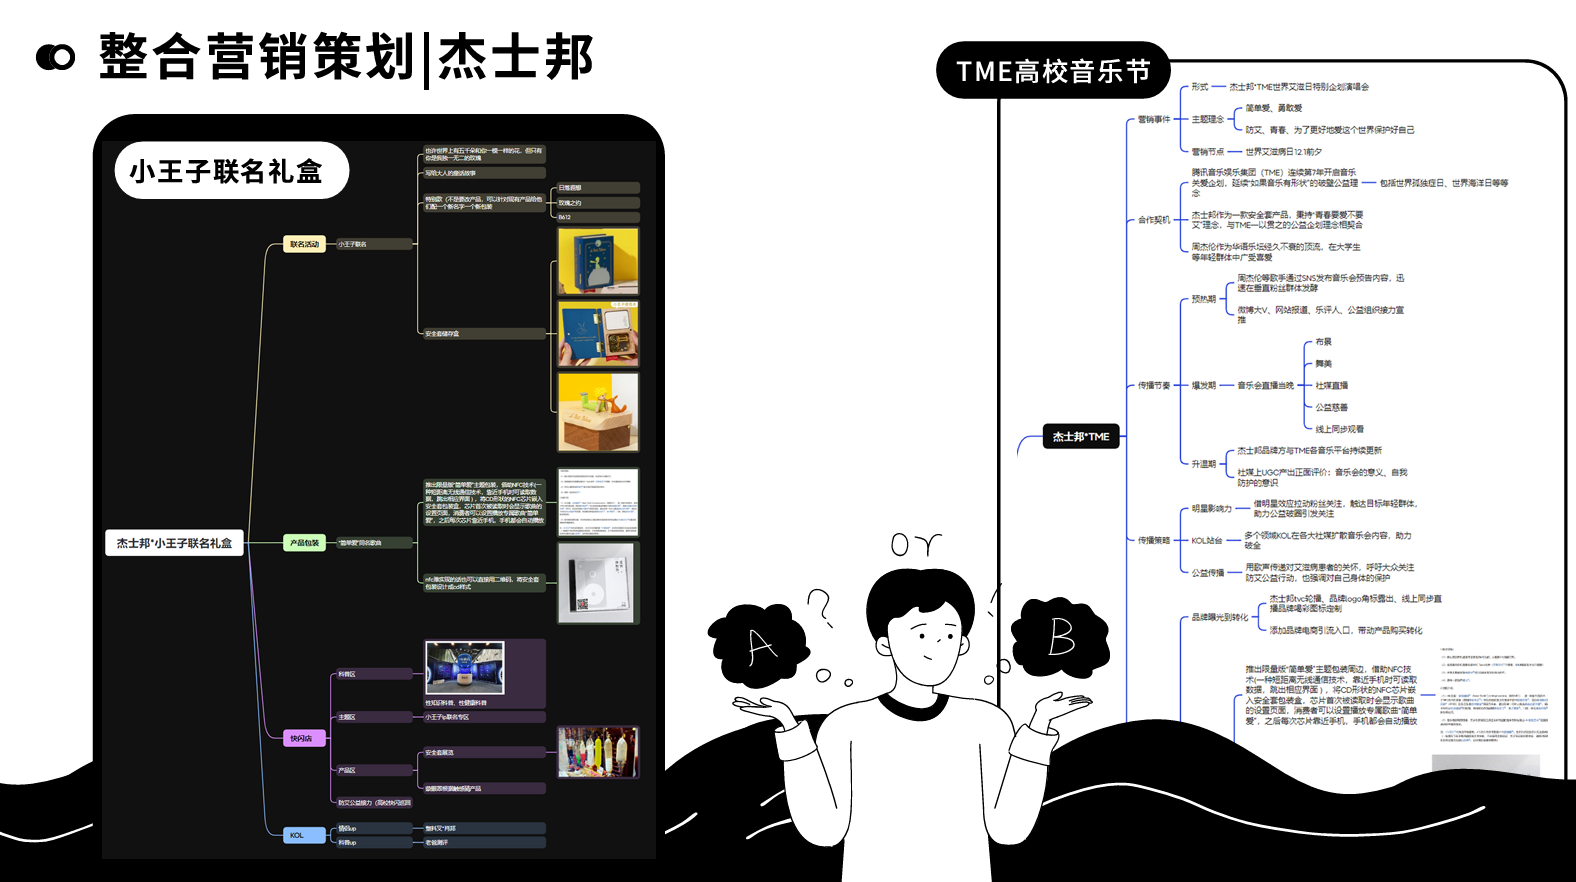 整合营销策划|杰士邦
小王子联名礼盒
杰士邦*小王子联名礼盒
联名活动
小王子联名
也许世界上有五千朵和你一模一样的花，但只有
你是我独一无二的玫瑰
写给大人的童话故事
特别款（不是要改产品，可以针对现有产品给他
们配一个新名字一个新包装
日落遐想
玫瑰之约
B612
安全套储存盒
产品包装
“简单爱”同名歌曲
推出限量版“简单爱”主题包装，借助NFC技术(一
种短距离无线通信技术，靠近手机时可读取数
据，跳出相应界面），将CD形状的NFC芯片嵌入
安全套包装盒，芯片首次被读取时会显示歌曲的
设置页面，消费者可以设置播放专属歌曲“简单
爱”，之后每次芯片靠近手机，手机都会自动播放
nfc难实现的话也可以直接用二维码，将安全套
包装设计成cd样式
快闪店
科普区
性知识科普、性健康科普
主题区
小王子ip联名专区
产品区
安全套展览
防艾公益接力（高校快闪巡回
KOL
情侣up
科普up
老爸测评
TME高校音乐节
杰士邦*TME
营销事件
形式
杰士邦*TME世界艾滋日特别企划演唱会
主题理念
简单爱、勇敢爱
防艾、青春、为了更好地爱这个世界保护好自己
营销节点
世界艾滋病日12.1前夕
合作契机
腾讯音乐娱乐集团（TME）连续第7年开启音乐
关爱企划，延续“如果音乐有形状”的破壁公益理
念
包括世界孤独症日、世界海洋日等等
杰士邦作为一款安全套产品，秉持“青春要爱不要
艾”理念，与TME一以贯之的公益企划理念相契合
周杰伦作为华语乐坛经久不衰的顶流，在大学生
等年轻群体中广受喜爱
传播节奏
预热期
周杰伦等歌手通过SNS发布音乐会预告内容，迅
速在垂直粉丝群体发酵
微博大V、网站报道、乐评人、公益组织接力宣
推
爆发期
音乐会直播当晚
布景
舞美
社媒直播
公益慈善
线上同步观看
升温期
杰士邦品牌方与TME各音乐平台持续更新
社媒上UGC产出正面评价：音乐会的意义、自我
防护的意识
传播策略
明星影响力
借明星效应拉动粉丝关注，触达目标年轻群体，
助力公益破圈引发关注
KOL站台
多个领域KOL在各大社媒扩散音乐会内容，助力
破全
公益传播
用歌声传递对艾滋病患者的关怀，呼吁大众关注
防艾公益行动，也强调对自己身体的保护
品牌曝光到转化
杰士邦tvc轮播、品牌logo角标露出、线上同步直
播品牌喝彩图标定制
添加品牌电商引流入口，带动产品购买转化
推出限量版“简单爱”主题包装周边，借助NFC技
术(一种短距离无线通信技术，靠近手机时可读取
数据，跳出相应界面），将CD形状的NFC芯片嵌
入安全套包装盒，芯片首次被读取时会显示歌曲
的设置页面，消费者可以设置播放专属歌曲“简单
爱”，之后每次芯片靠近手机，手机都会自动播放
or
A
B